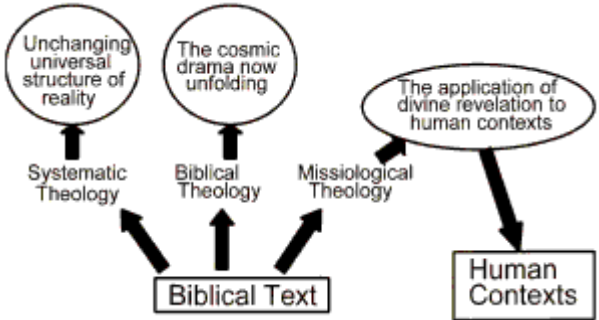 Unchanging
universal
structure of
reality
The cosmic
drama now
unfolding
The application of
divine revelation to
human contexts
Systematic
Theology
Biblical
Theology
Missiological
Theology
Biblical Text
Human
Contexts